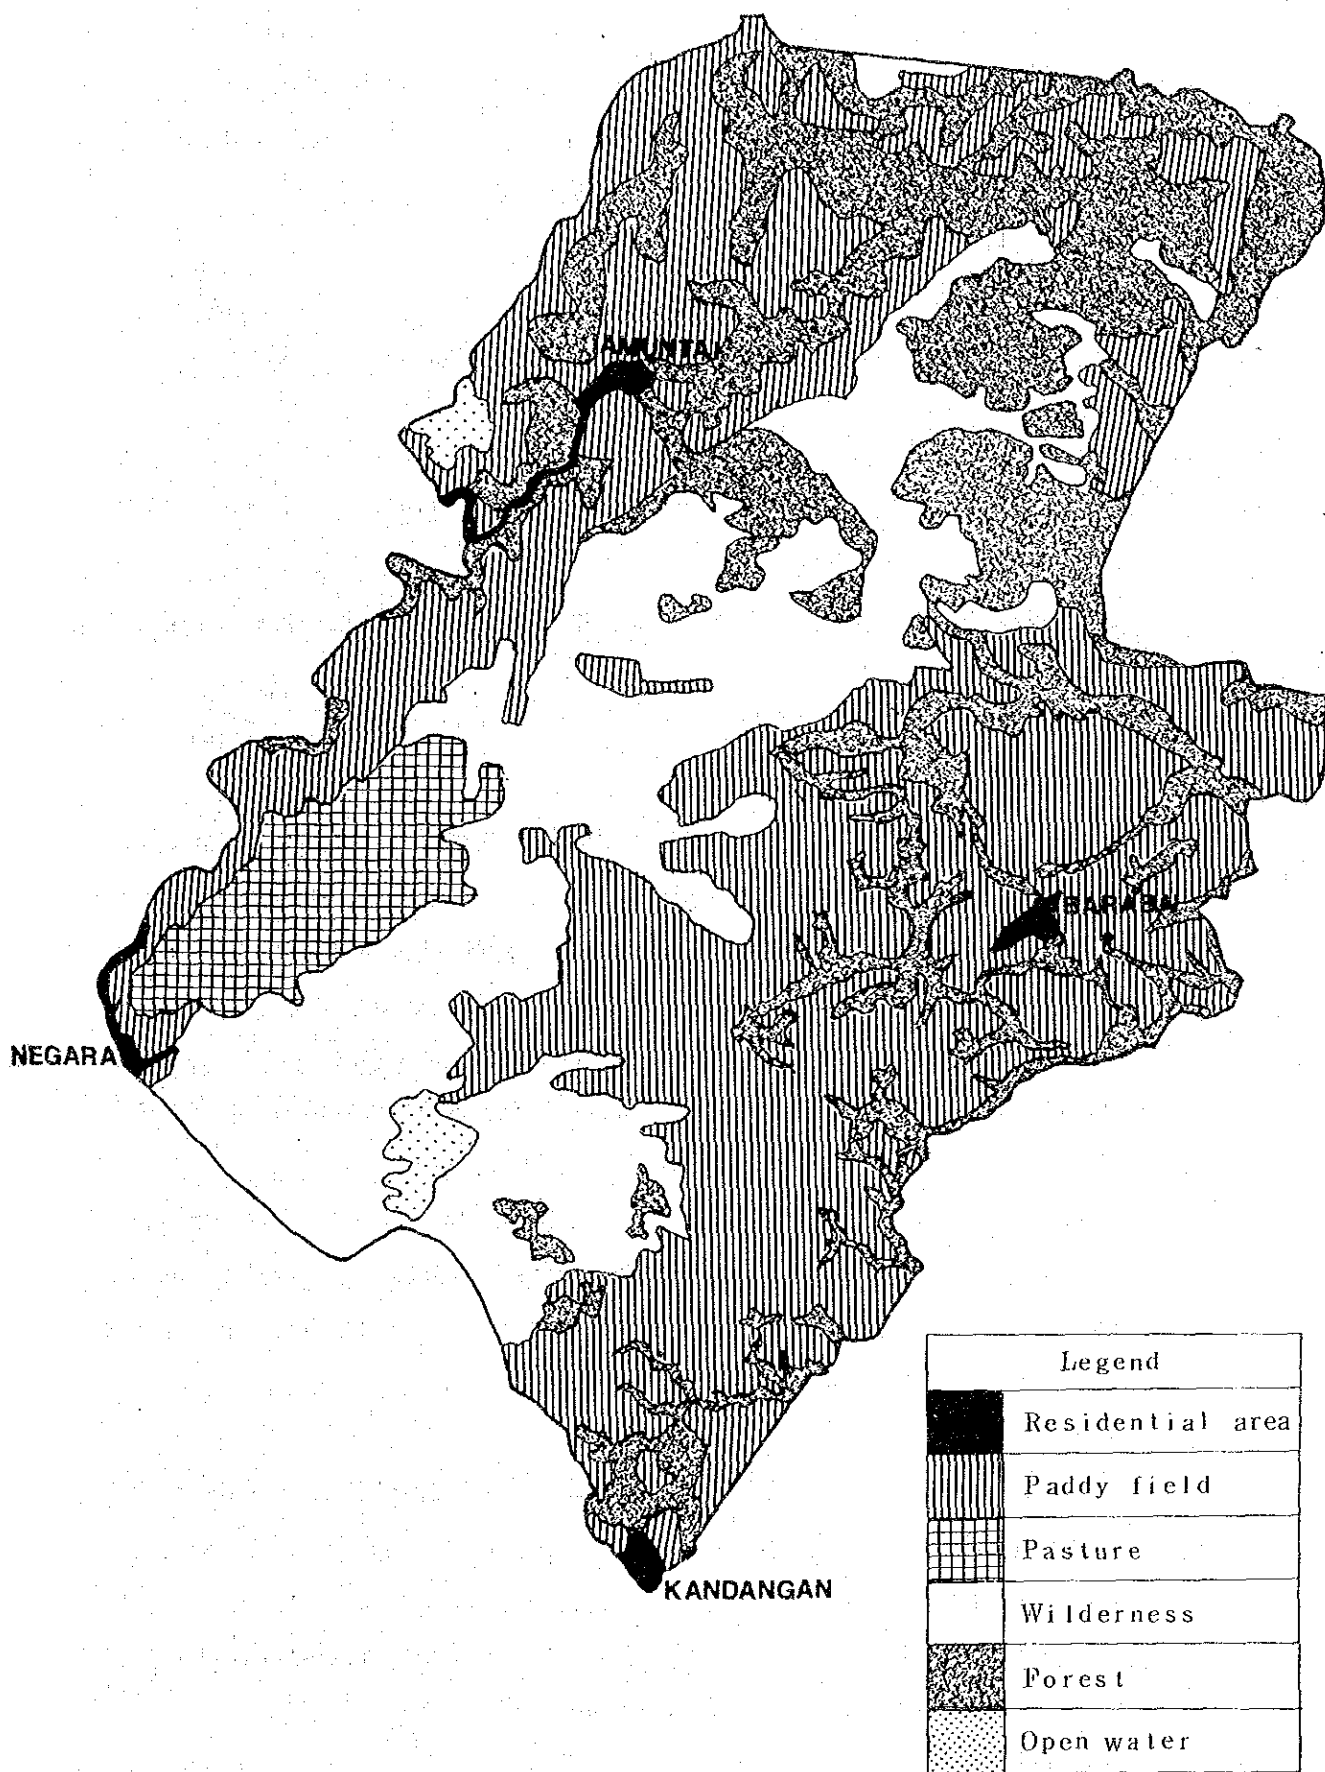 AMUNTAI
BARABAI
NEGARA
KANDANGAN
Legend
Residential area
Paddy field
Pasture
Wilderness
Forest
Open water